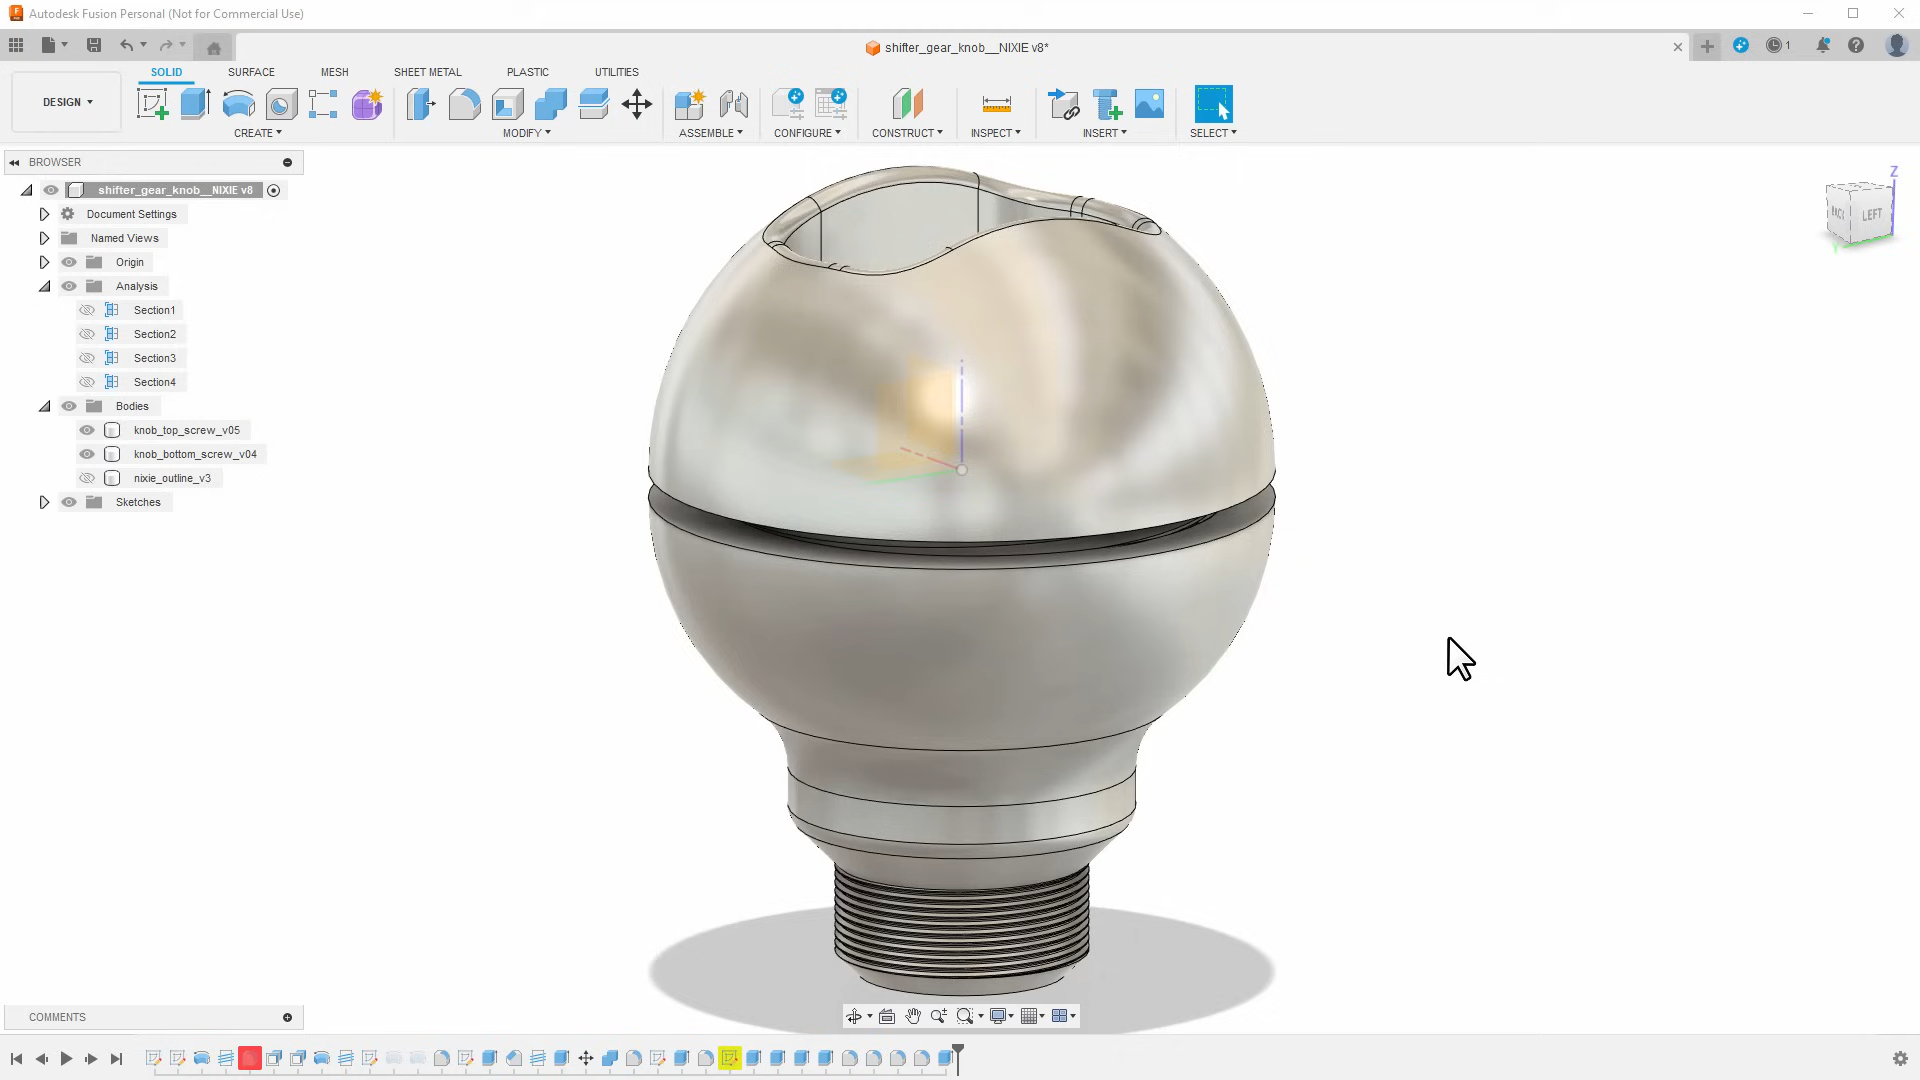 Autodesk Fusion Personal (Not for Commercial Use)
shifter_gear_knob__NIXIE v8*
1
DESIGN
SOLID SURFACE MESH SHEET METAL PLASTIC UTILITIES
CREATE MODIFY ASSEMBLE CONFIGURE CONSTRUCT INSPECT INSERT SELECT
BROWSER
shifter_gear_knob__NIXIE v8
Document Settings
Named Views
Origin
Analysis
Section1
Section2
Section3
Section4
Bodies
knob_top_screw_v05
knob_bottom_screw_v04
nixie_outline_v3
Sketches
Z
BACK LEFT
Y
COMMENTS